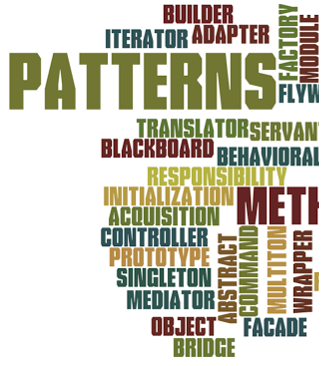 BUILDER
ITERATOR ADAPTER
FACTORY
MODULE
PATTERNS
FLYW
TRANSLATOR SERVANT
BLACKBOARD
BEHAVIORAL
RESPONSIBILITY
INITIALIZATION
METH
ACQUISITION
CONTROLLER
PROTOTYPE
SINGLETON
MEDIATOR
ABSTRACT
COMMAND
MULTITON
WRAPPER
OBJECT
FACADE
BRIDGE